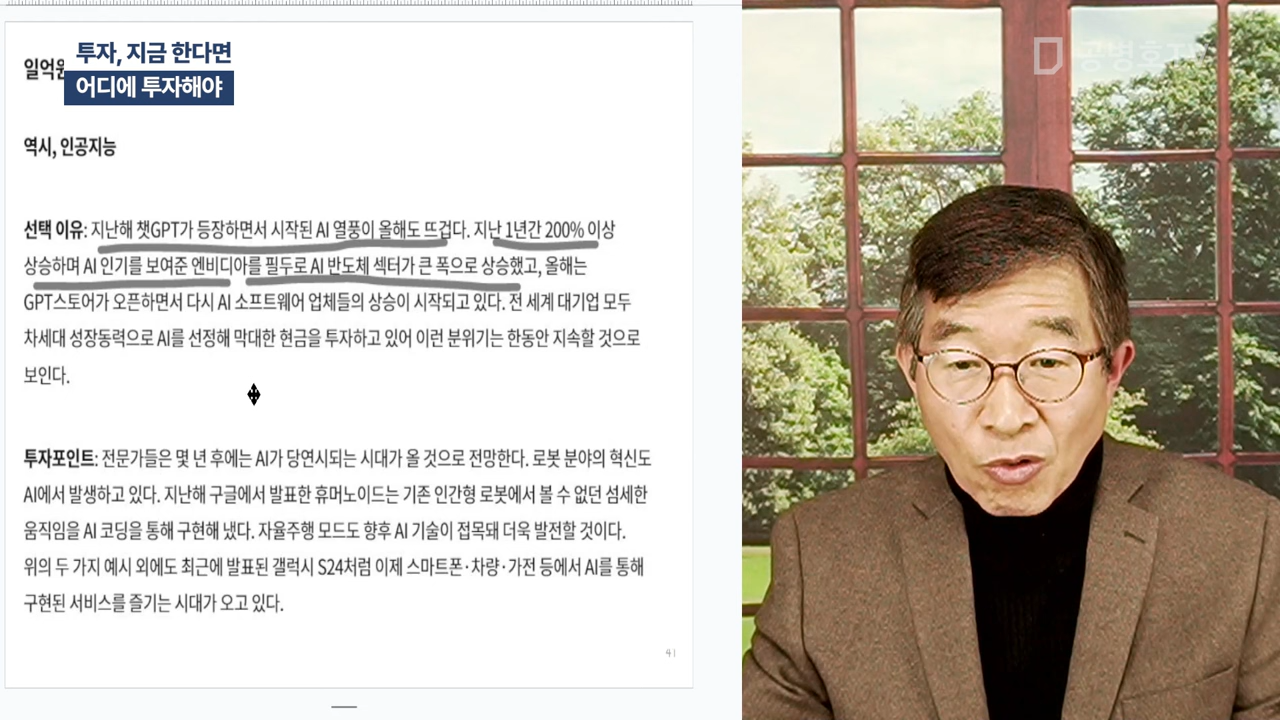 투자, 지금 한다면
어디에 투자해야
일억원
역시, 인공지능
선택 이유: 지난해 챗GPT가 등장하면서 시작된 AI 열풍이 올해도 뜨겁다. 지난 1년간 200% 이상
상승하며 AI 인기를 보여준 엔비디아를 필두로 AI 반도체 섹터가 큰 폭으로 상승했고, 올해는
GPT스토어가 오픈하면서 다시 AI 소프트웨어 업체들의 상승이 시작되고 있다. 전 세계 대기업 모두
차세대 성장동력으로 AI를 선정해 막대한 현금을 투자하고 있어 이런 분위기는 한동안 지속할 것으로
보인다.
투자포인트: 전문가들은 몇 년 후에는 AI가 당연시되는 시대가 올 것으로 전망한다. 로봇 분야의 혁신도
AI에서 발생하고 있다. 지난해 구글에서 발표한 휴머노이드는 기존 인간형 로봇에서 볼 수 없던 섬세한
움직임을 AI 코딩을 통해 구현해 냈다. 자율주행 모드도 향후 AI 기술이 접목돼 더욱 발전할 것이다.
위의 두 가지 예시 외에도 최근에 발표된 갤럭시 S24처럼 이제 스마트폰·차량·가전 등에서 AI를 통해
구현된 서비스를 즐기는 시대가 오고 있다.
41
공병호TV